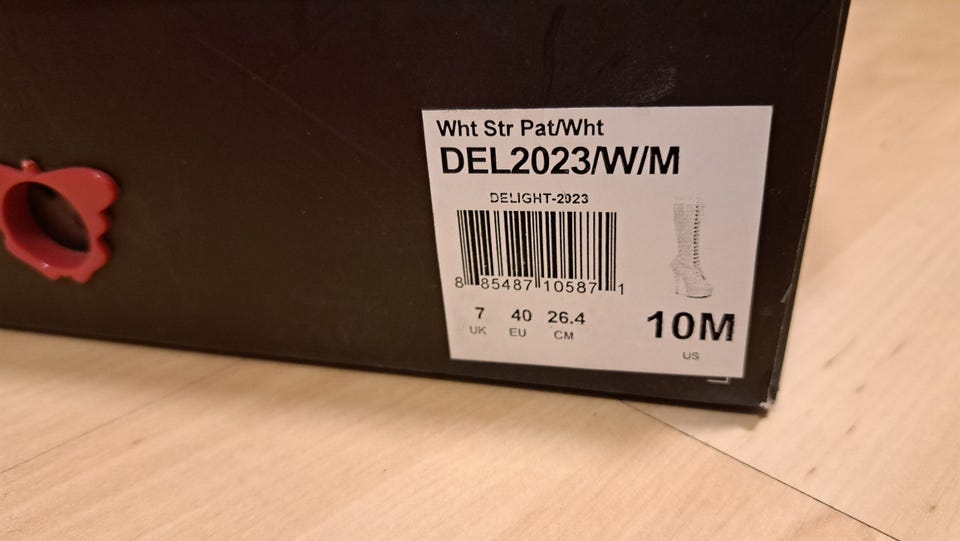 Wht Str Pat/Wht
DEL2023/W/M
DELIGHT-2023
8 85487 10587 1
7 40 26.4 10M
UK EU CM US